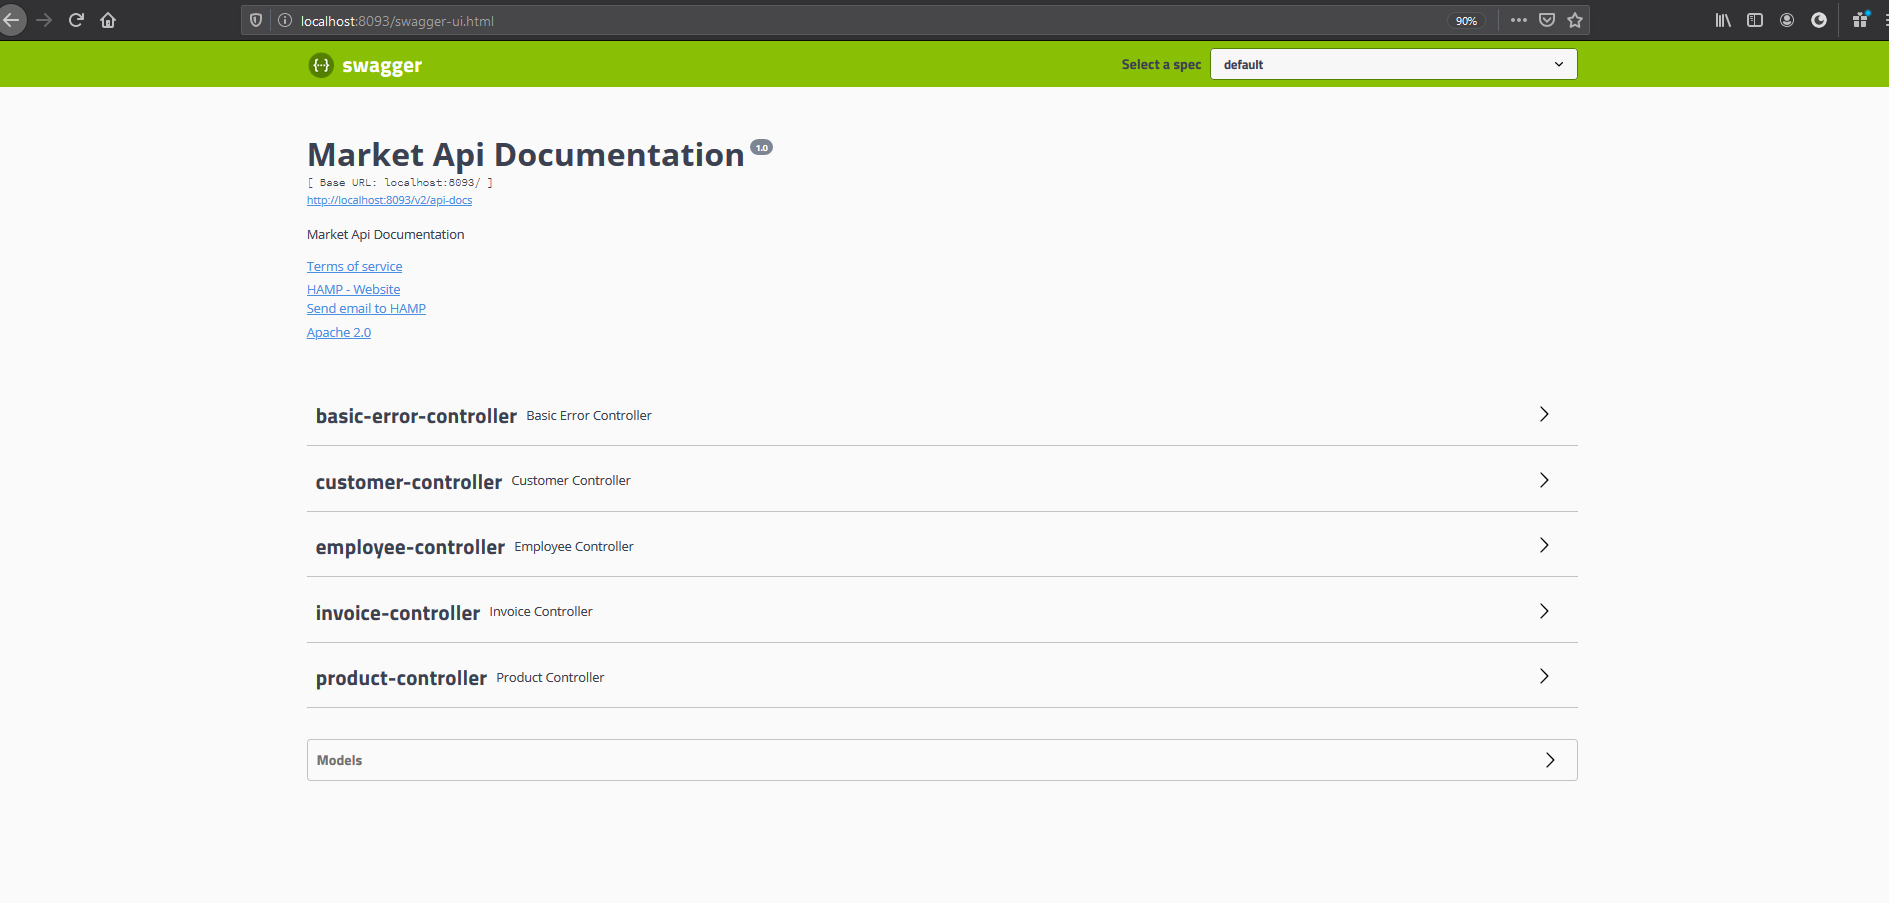 localhost:8093/swagger-ui.html
90%
swagger
Select a spec
default
Market Api Documentation 1.0
[ Base URL: localhost:8093/ ]
http://localhost:8093/v2/api-docs
Market Api Documentation
Terms of service
HAMP - Website
Send email to HAMP
Apache 2.0
basic-error-controller Basic Error Controller
customer-controller Customer Controller
employee-controller Employee Controller
invoice-controller Invoice Controller
product-controller Product Controller
Models